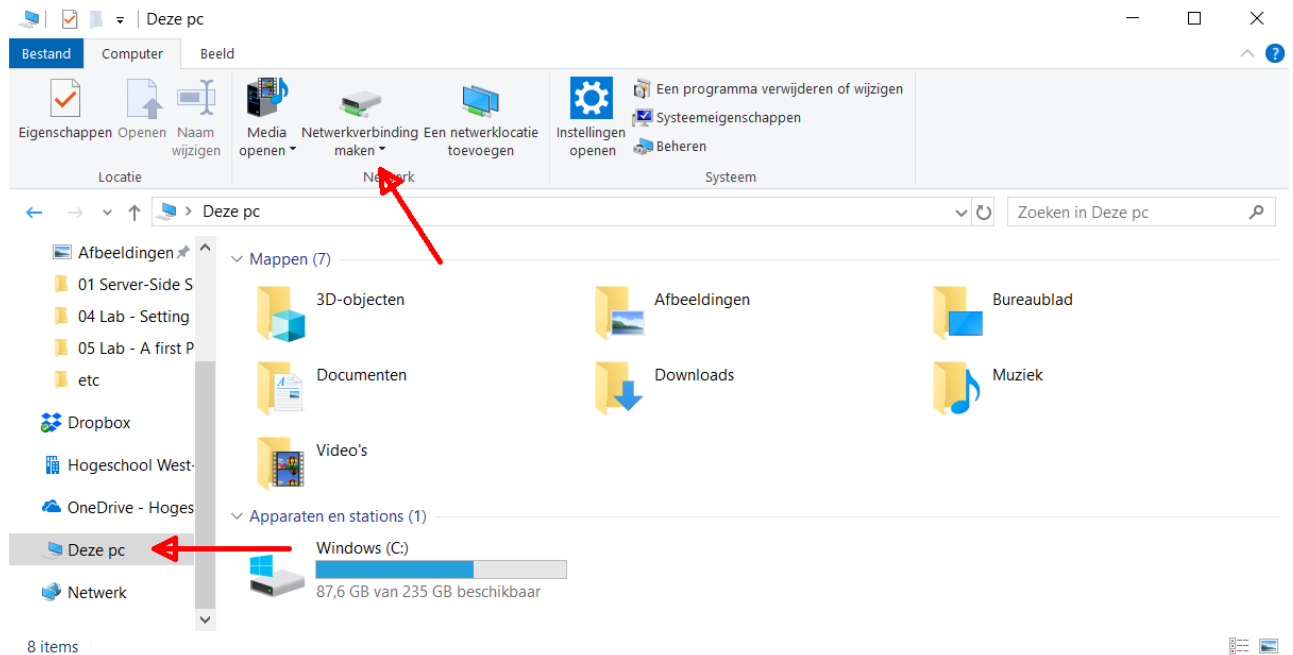 Deze pc
Bestand Computer Beeld
Eigenschappen Openen Naam wijzigen
Media openen Netwerkverbinding maken Een netwerklocatie toevoegen
Instellingen openen
Een programma verwijderen of wijzigen
Systeemeigenschappen
Beheren
Locatie Netwerk Systeem
Deze pc
Zoeken in Deze pc
Afbeeldingen
01 Server-Side S
04 Lab - Setting
05 Lab - A first P
etc
Dropbox
Hogeschool West-
OneDrive - Hoges
Deze pc
Netwerk
Mappen (7)
3D-objecten
Afbeeldingen
Bureaublad
Documenten
Downloads
Muziek
Video's
Apparaten en stations (1)
Windows (C:)
87,6 GB van 235 GB beschikbaar
8 items